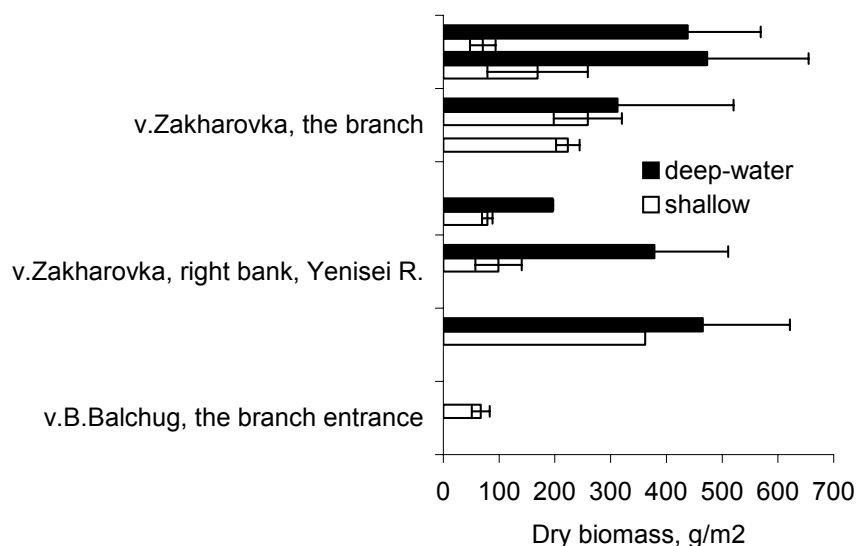 v.Zakharovka, the branch
deep-water
shallow
v.Zakharovka, right bank, Yenisei R.
v.B.Balchug, the branch entrance
0 100 200 300 400 500 600 700
Dry biomass, g/m2